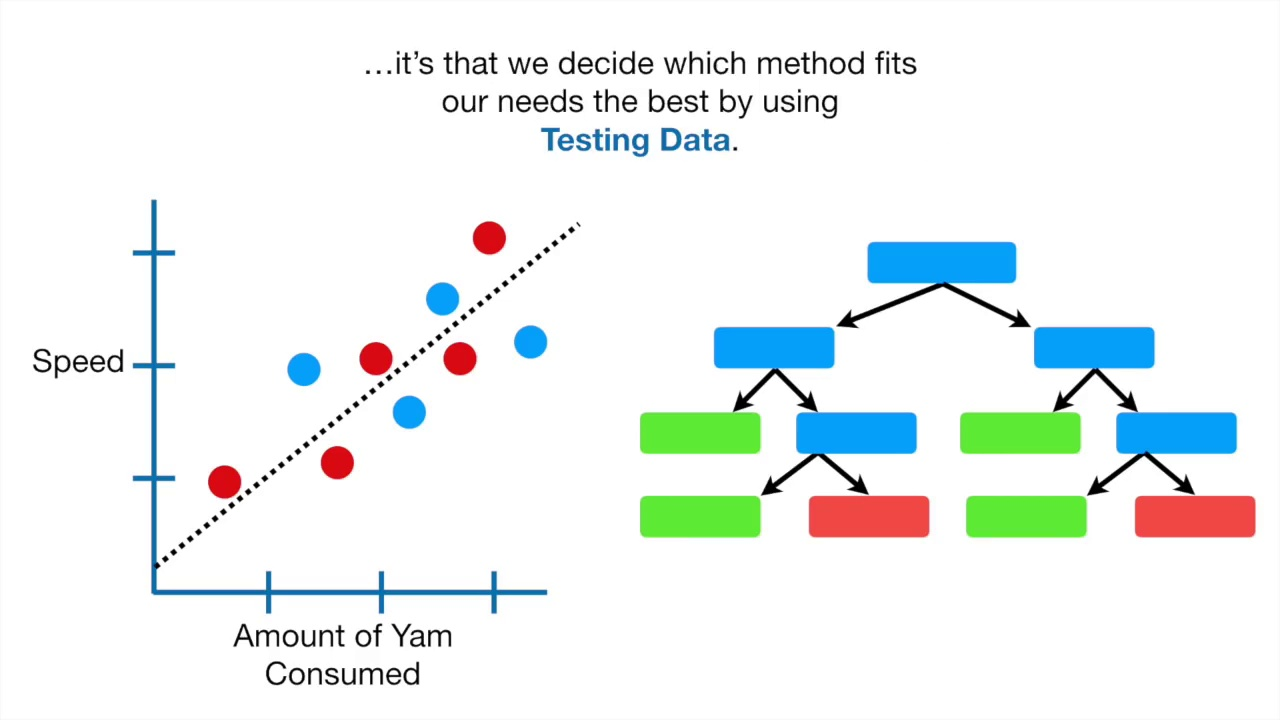 …it’s that we decide which method fits
our needs the best by using
Testing Data.
Speed
Amount of Yam
Consumed